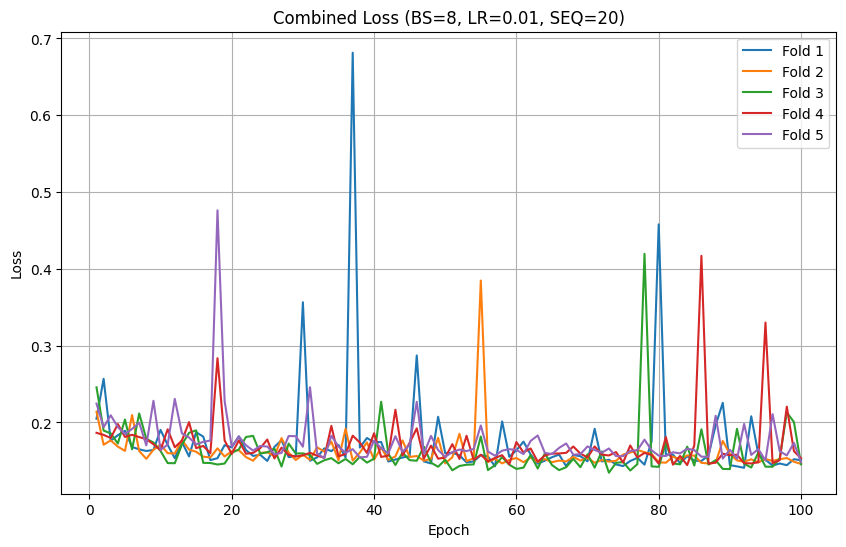 Combined Loss (BS=8, LR=0.01, SEQ=20)
Fold 1
Fold 2
Fold 3
Fold 4
Fold 5
0.7
0.6
0.5
0.4
0.3
0.2
Loss
0
20
40
60
80
100
Epoch